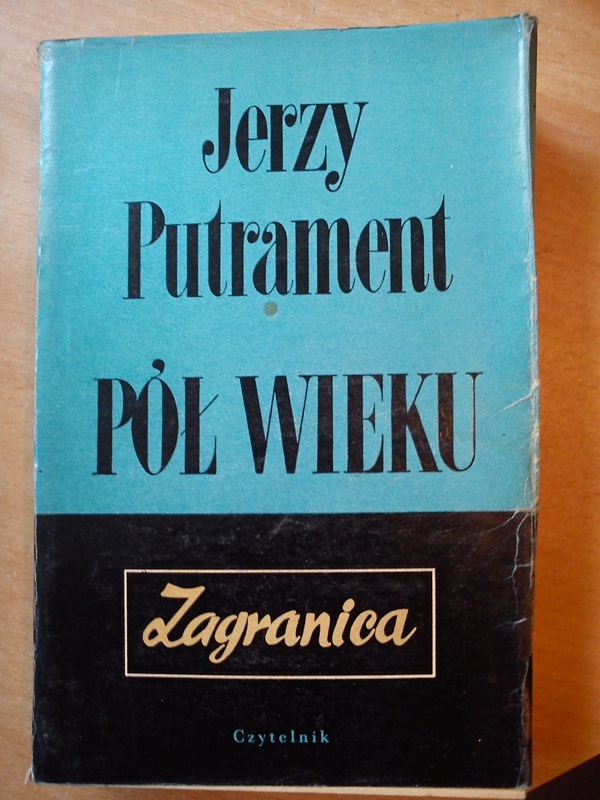 Jerzy
Putrament
PÓŁ WIEKU
Zagranica
Czytelnik